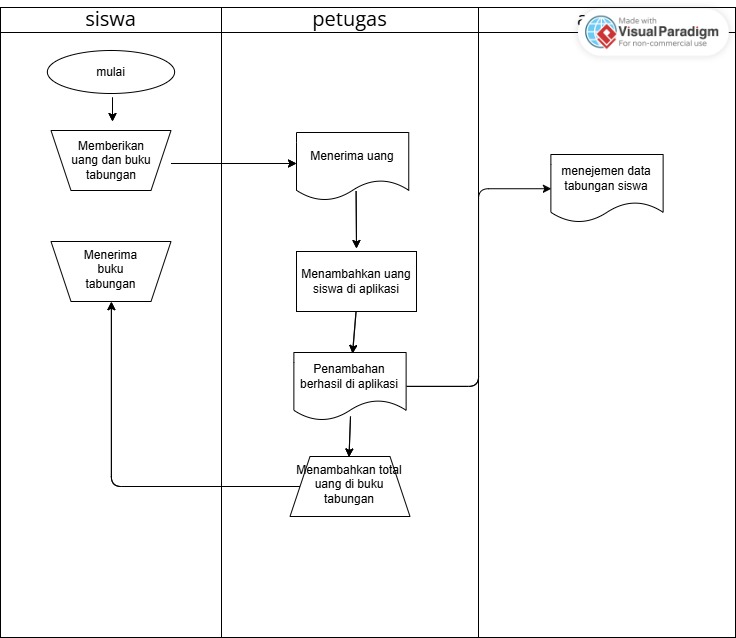 siswa
petugas
Made with
Visual Paradigm
For non-commercial use
mulai
Memberikan
uang dan buku
tabungan
Menerima uang
menejemen data
tabungan siswa
Menerima
buku
tabungan
Menambahkan uang
siswa di aplikasi
Penambahan
berhasil di aplikasi
Menambahkan total
uang di buku
tabungan